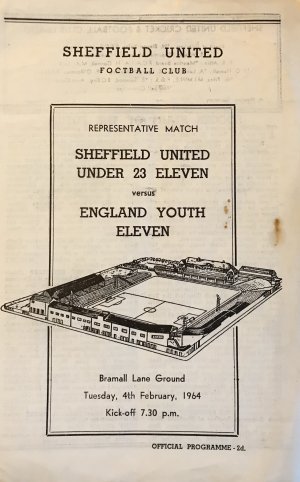 SHEFFIELD UNITED
FOOTBALL CLUB
REPRESENTATIVE MATCH
SHEFFIELD UNITED
UNDER 23 ELEVEN
versus
ENGLAND YOUTH
ELEVEN
Bramall Lane Ground
Tuesday, 4th February, 1964
Kick-off 7.30 p.m.
OFFICIAL PROGRAMME - 2d.